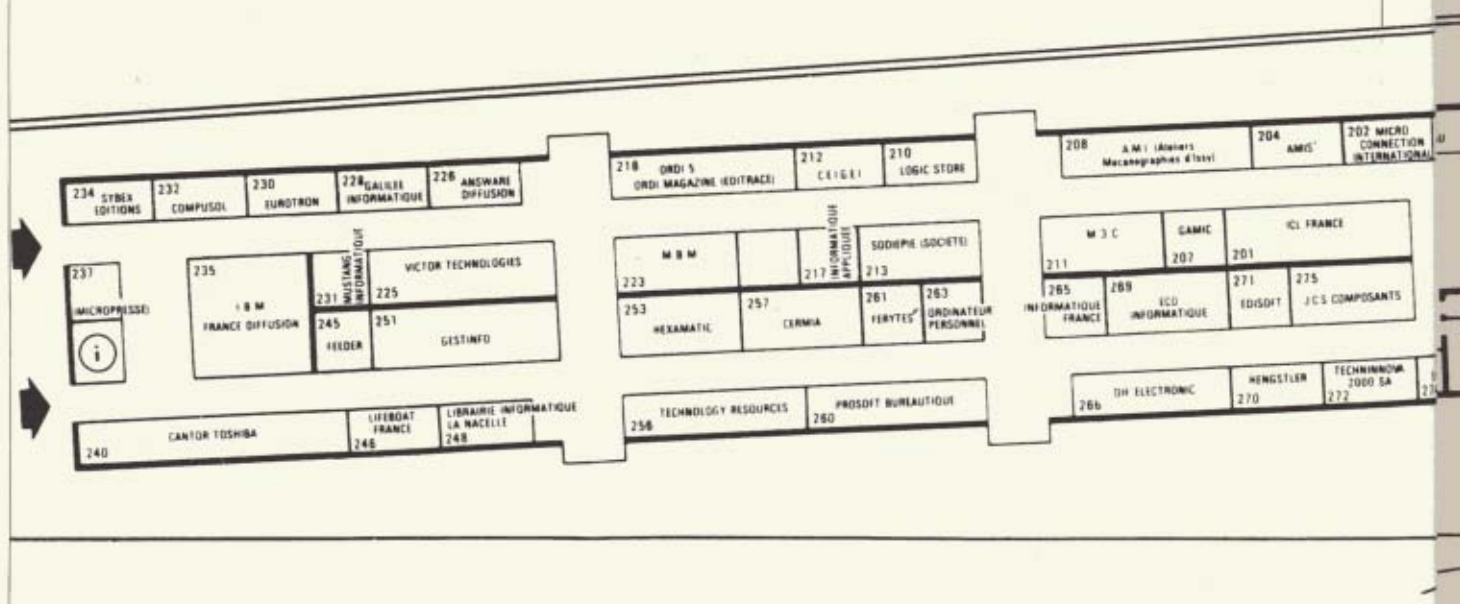 234 SYBEX
EDITIONS
232
COMPUSOL
230
EUROTRON
228 GALILEE
INFORMATIQUE
226 ANSWARE
DIFFUSION
218 ORDI 5
ORDI MAGAZINE (EDITRACE)
212
CEIGEI
210
LOGIC STORE
208 A.M.I (Ateliers
Mecanographies d'Issy)
204
AMIS
202 MICRO
CONNECTION
INTERNATIONAL
237
(MICROPRESSE)
i
235
I B M
FRANCE DIFFUSION
231
MUSTANG
INFORMATIQUE
VICTOR TECHNOLOGIES
225
245
FEEDER
251
GESTINFO
M B M
223
217
INFORMATIQUE
APPLIQUEE
SODIEPIE (SOCIETE)
213
253
HEXAMATIC
257
CERMIA
261
FERYTES
263
ORDINATEUR
PERSONNEL
M 3 C
211
GAMIC
207
ICL FRANCE
201
265
INFORMATIQUE
FRANCE
269
ECO
INFORMATIQUE
271
EDISOFT
275
J.C.S COMPOSANTS
CANTOR TOSHIBA
240
LIFEBOAT
FRANCE
246
LIBRAIRIE INFORMATIQUE
LA NACELLE
248
TECHNOLOGY RESOURCES
256
PROSOFT BUREAUTIQUE
260
ELECTRONIC
266
HENGSTLER
270
TECHNINNOVA
2000 SA
272